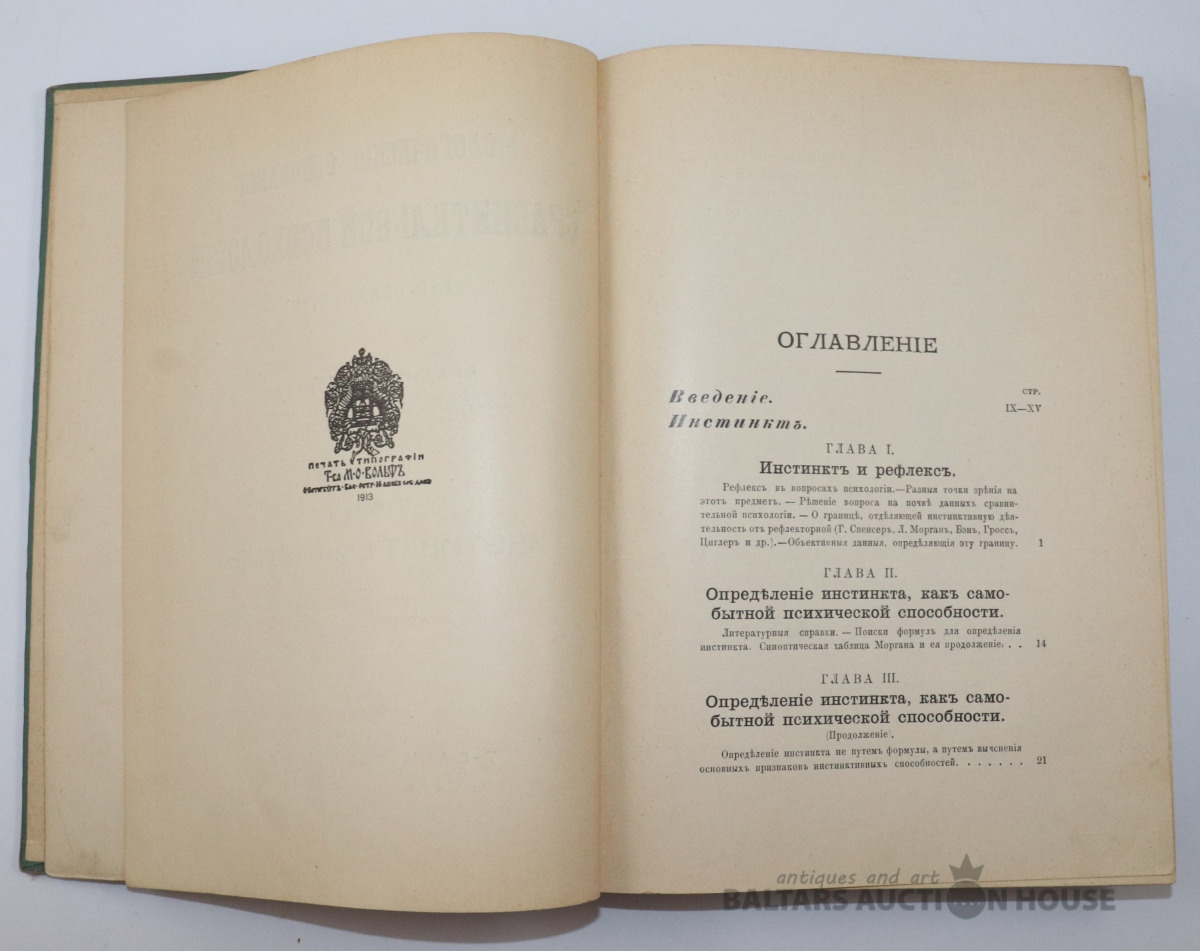 ПЕЧАТЬ ТИПОГРАФІИ
Т-ва М·О·ВОЛЬФЪ
1913
ОГЛАВЛЕНІЕ
СТР.
Введеніе.
IX—XV
Инстинктъ.
ГЛАВА I.
Инстинктъ и рефлексъ.
Рефлексъ въ вопросахъ психологіи.—Разныя точки зрѣнія на
этотъ предметъ. — Рѣшеніе вопроса на почвѣ данныхъ сравни-
тельной психологіи. — О границѣ, отдѣляющей инстинктивную дѣя-
тельность отъ рефлекторной (Г. Спенсеръ, Л. Морганъ, Бэнъ, Гроссъ,
Циглеръ и др.).—Объективныя данныя, опредѣляющія эту границу. 1
ГЛАВА II.
Опредѣленіе инстинкта, какъ само-
бытной психической способности.
Литературныя справки. — Поиски формулъ для опредѣленія
инстинкта. Синоптическая таблица Моргана и ея продолженіе. . . 14
ГЛАВА III.
Опредѣленіе инстинкта, какъ само-
бытной психической способности.
(Продолженіе).
Опредѣленіе инстинкта не путемъ формулы, а путемъ выясненія
основныхъ признаковъ инстинктивныхъ способностей. . . . . . . 21
antiques and art
BALTARS AUCTION HOUSE